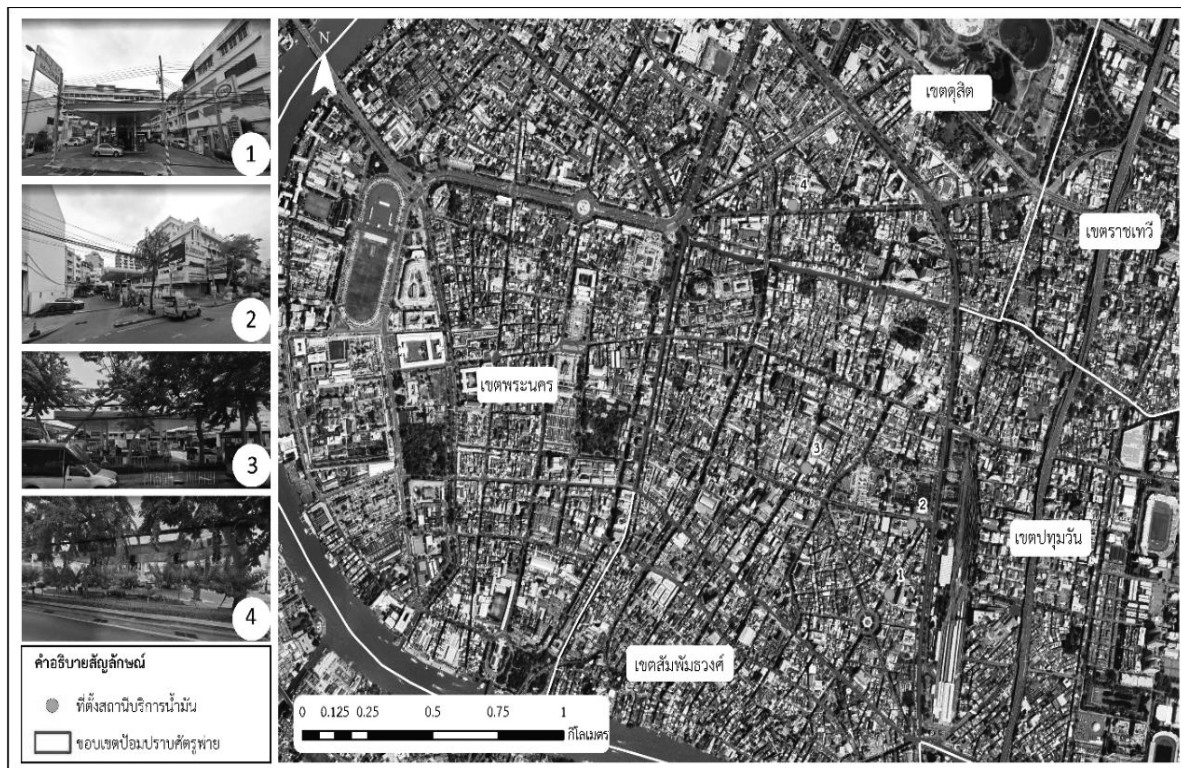 1
2
3
4
คำอธิบายสัญลักษณ์
ที่ตั้งสถานีบริการน้ำมัน
ขอบเขตป้อมปราบศัตรูพ่าย
N
เขตดุสิต
4
เขตราชเทวี
เขตพระนคร
3
2
เขตปทุมวัน
1
เขตสัมพันธวงศ์
0 0.125 0.25 0.5 0.75 1
กิโลเมตร